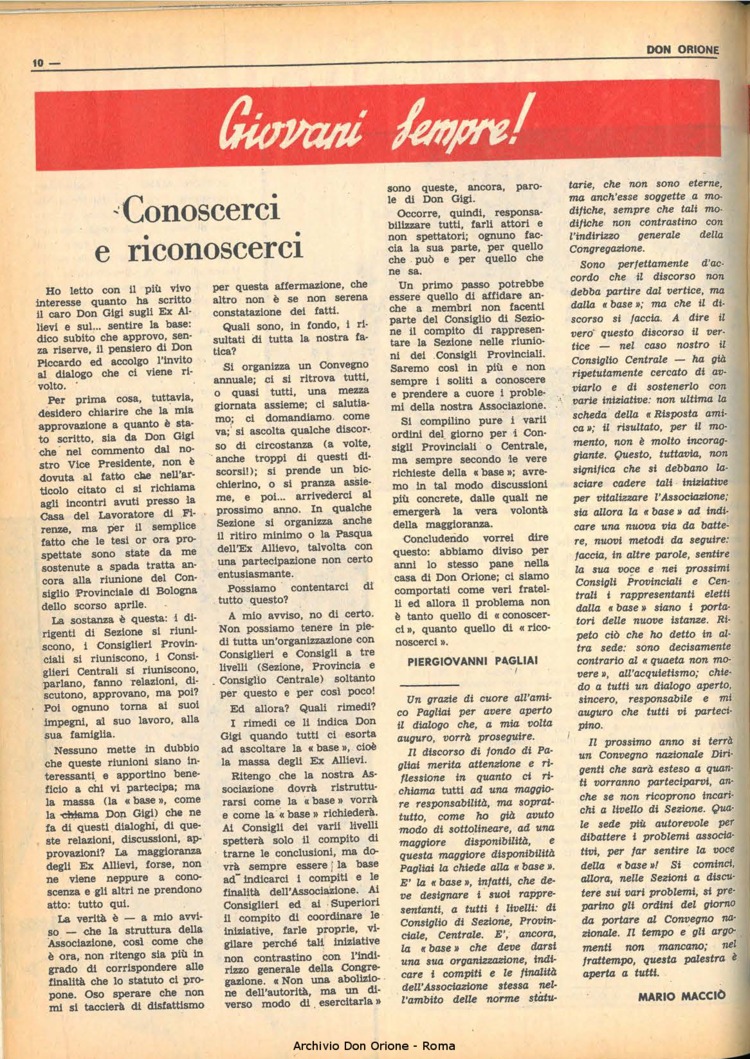 10 —
DON ORIONE
Giovani Sempre!
Conoscerci
e riconoscerci
Ho letto con il più vivo
interesse quanto ha scritto
il caro Don Gigi sugli Ex Al-
lievi e sul... sentire la base:
dico subito che approvo, sen-
za riserve, il pensiero di Don
Piccardo ed accolgo l'invito
al dialogo che ci viene ri-
volto.
Per prima cosa, tuttavia,
desidero chiarire che la mia
approvazione a quanto è sta-
to scritto, sia da Don Gigi
che nel commento dal no-
stro Vice Presidente, non è
dovuta al fatto che nell'ar-
ticolo citato ci si richiama
agli incontri avuti presso la
Casa del Lavoratore di Fi-
renze, ma per il semplice
fatto che le tesi or ora pro-
spettate sono state da me
sostenute a spada tratta an-
cora alla riunione del Con-
siglio Provinciale di Bologna
dello scorso aprile.
La sostanza è questa: i di-
rigenti di Sezione si riuni-
scono, i Consiglieri Provin-
ciali si riuniscono, i Consi-
glieri Centrali si riuniscono,
parlano, fanno relazioni, di-
scutono, approvano, ma poi?
Poi ognuno torna ai suoi
impegni, al suo lavoro, alla
sua famiglia.
Nessuno mette in dubbio
che queste riunioni siano in-
teressanti e apportino bene-
ficio a chi vi partecipa; ma
la massa (la « base », come
la chiama Don Gigi) che ne
fa di questi dialoghi, di que-
ste relazioni, discussioni, ap-
provazioni? La maggioranza
degli Ex Allievi, forse, non
ne viene neppure a cono-
scenza e gli altri ne prendono
atto: tutto qui.
La verità è — a mio avvi-
so — che la struttura della
Associazione, così come che
è ora, non ritengo sia più in
grado di corrispondere alle
finalità che lo statuto ci pro-
pone. Oso sperare che non
mi si taccierà di disfattismo
per questa affermazione, che
altro non è se non serena
constatazione dei fatti.
Quali sono, in fondo, i ri-
sultati di tutta la nostra fa-
tica?
Si organizza un Convegno
annuale; ci si ritrova tutti,
o quasi tutti, una mezza
giornata assieme; ci salutia-
mo; ci domandiamo come
va; si ascolta qualche discor-
so di circostanza (a volte,
anche troppi di questi di-
scorsi!); si prende un bic-
chierino, o si pranza assie-
me, e poi... arrivederci al
prossimo anno. In qualche
Sezione si organizza anche
il ritiro minimo o la Pasqua
dell'Ex Allievo, talvolta con
una partecipazione non certo
entusiasmante.
Possiamo contentarci di
tutto questo?
A mio avviso, no di certo.
Non possiamo tenere in pie-
di tutta un'organizzazione con
Consiglieri e Consigli a tre
livelli (Sezione, Provincia e
Consiglio Centrale) soltanto
per questo e per così poco!
Ed allora? Quali rimedi?
I rimedi ce li indica Don
Gigi quando tutti ci esorta
ad ascoltare la « base », cioè
la massa degli Ex Allievi.
Ritengo che la nostra As-
sociazione dovrà ristruttu-
rarsi come la « base » vorrà
e come la « base » richiederà.
Ai Consigli dei varii livelli
spetterà solo il compito di
trarne le conclusioni, ma do-
vrà sempre essere la base
ad indicarci i compiti e le
finalità dell'Associazione. Ai
Consiglieri ed ai Superiori
il compito di coordinare le
iniziative, farle proprie, vi-
gilare perché tali iniziative
non contrastino con l'indi-
rizzo generale della Congre-
gazione. « Non una abolizio-
ne dell'autorità, ma un di-
verso modo di esercitarla »
sono queste, ancora, paro-
le di Don Gigi.
Occorre, quindi, responsa-
bilizzare tutti, farli attori e
non spettatori; ognuno fac-
cia la sua parte, per quello
che può e per quello che
ne sa.
Un primo passo potrebbe
essere quello di affidare an-
che a membri non facenti
parte del Consiglio di Sezio-
ne il compito di rappresen-
tare la Sezione nelle riunio-
ni dei Consigli Provinciali.
Saremo così in più e non
sempre i soliti a conoscere
e prendere a cuore i proble-
mi della nostra Associazione.
Si compilino pure i varii
ordini del giorno per i Con-
sigli Provinciali o Centrale,
ma sempre secondo le vere
richieste della « base »; avre-
mo in tal modo discussioni
più concrete, dalle quali ne
emergerà la vera volontà
della maggioranza.
Concludendo vorrei dire
questo: abbiamo diviso per
anni lo stesso pane nella
casa di Don Orione; ci siamo
comportati come veri fratel-
li ed allora il problema non
è tanto quello di « conoscer-
ci », quanto quello di « rico-
noscerci ».
PIERGIOVANNI PAGLIAI
Un grazie di cuore all'ami-
co Pagliai per avere aperto
il dialogo che, a mia volta
auguro, vorrà proseguire.
Il discorso di fondo di Pa-
gliai merita attenzione e ri-
flessione in quanto ci ri-
chiama tutti ad una maggio-
re responsabilità, ma soprat-
tutto, come ho già avuto
modo di sottolineare, ad una
maggiore disponibilità, e
questa maggiore disponibilità
Pagliai la chiede alla « base ».
E' la « base », infatti, che de-
ve designare i suoi rappre-
sentanti, a tutti i livelli: di
Consiglio di Sezione, Provin-
ciale, Centrale. E', ancora,
la « base » che deve darsi
una sua organizzazione, indi-
care i compiti e le finalità
dell'Associazione stessa nel-
l'ambito delle norme statu-
tarie, che non sono eterne,
ma anch'esse soggette a mo-
difiche, sempre che tali mo-
difiche non contrastino con
l'indirizzo generale della
Congregazione.
Sono perfettamente d'ac-
cordo che il discorso non
debba partire dal vertice, ma
dalla « base »; ma che il di-
scorso si faccia. A dire il
vero questo discorso il ver-
tice — nel caso nostro il
Consiglio Centrale — ha già
ripetutamente cercato di av-
viarlo e di sostenerlo con
varie iniziative: non ultima la
scheda della « Risposta ami-
ca »; il risultato, per il mo-
mento, non è molto incorag-
giante. Questo, tuttavia, non
significa che si debbano la-
sciare cadere tali iniziative
per vitalizzare l'Associazione;
sia allora la « base » ad indi-
care una nuova via da batte-
re, nuovi metodi da seguire:
faccia, in altre parole, sentire
la sua voce e nei prossimi
Consigli Provinciali e Cen-
trali i rappresentanti eletti
dalla « base » siano i porta-
tori delle nuove istanze. Ri-
peto ciò che ho detto in al-
tra sede: sono decisamente
contrario al « quaeta non mo-
vere », all'acquietismo; chie-
do a tutti un dialogo aperto,
sincero, responsabile e mi
auguro che tutti vi parteci-
pino.
Il prossimo anno si terrà
un Convegno nazionale Diri-
genti che sarà esteso a quan-
ti vorranno parteciparvi, an-
che se non ricoprono incari-
chi a livello di Sezione. Qua-
le sede più autorevole per
dibattere i problemi associa-
tivi, per far sentire la voce
della « base »! Si cominci,
allora, nelle Sezioni a discu-
tere sui vari problemi, si pre-
parino gli ordini del giorno
da portare al Convegno na-
zionale. Il tempo e gli argo-
menti non mancano; nel
frattempo, questa palestra è
aperta a tutti.
MARIO MACCIÒ
Archivio Don Orione - Roma